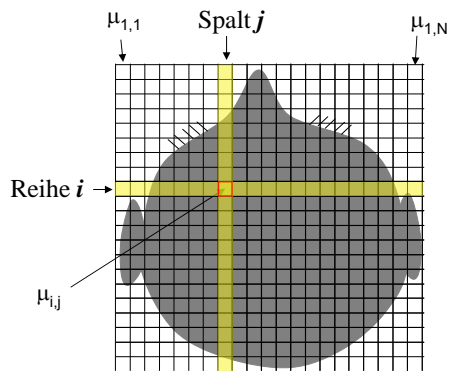 μ1,1 Spalt j μ1,N
Reihe i
μi,j